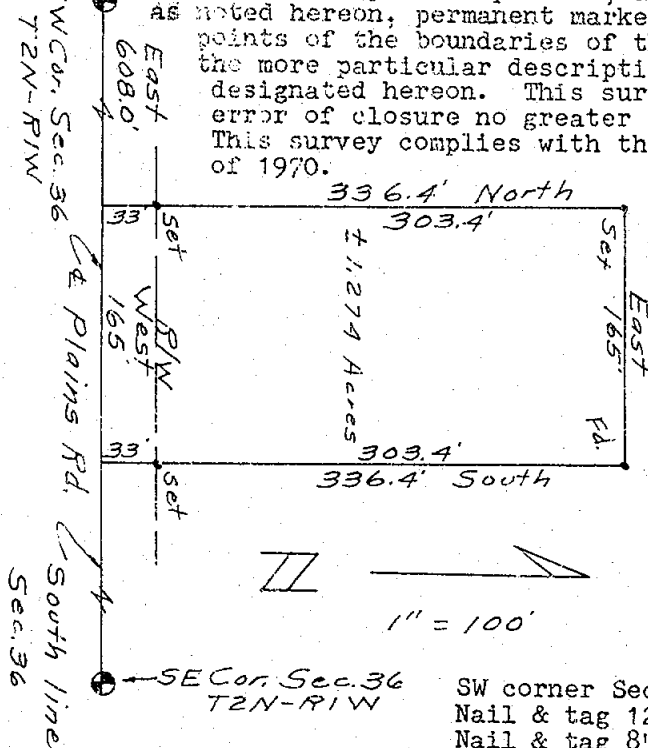 as noted hereon, permanent marke
points of the boundaries of t
the more particular descripti
designated hereon. This sur
error of closure no greater
This survey complies with th
of 1970.
W Cor. Sec. 36
T2N-R1W
East
608.0'
336.4' North
303.4'
33'
Set
Set
R/W
West
165'
± 1.274 Acres
East
165'
Fd.
33'
Set
303.4'
336.4' South
℄ Plains Rd.
South line
Sec. 36
N
1" = 100'
SE Cor. Sec. 36
T2N-R1W
SW corner Sec
Nail & tag 12
Nail & tag 8